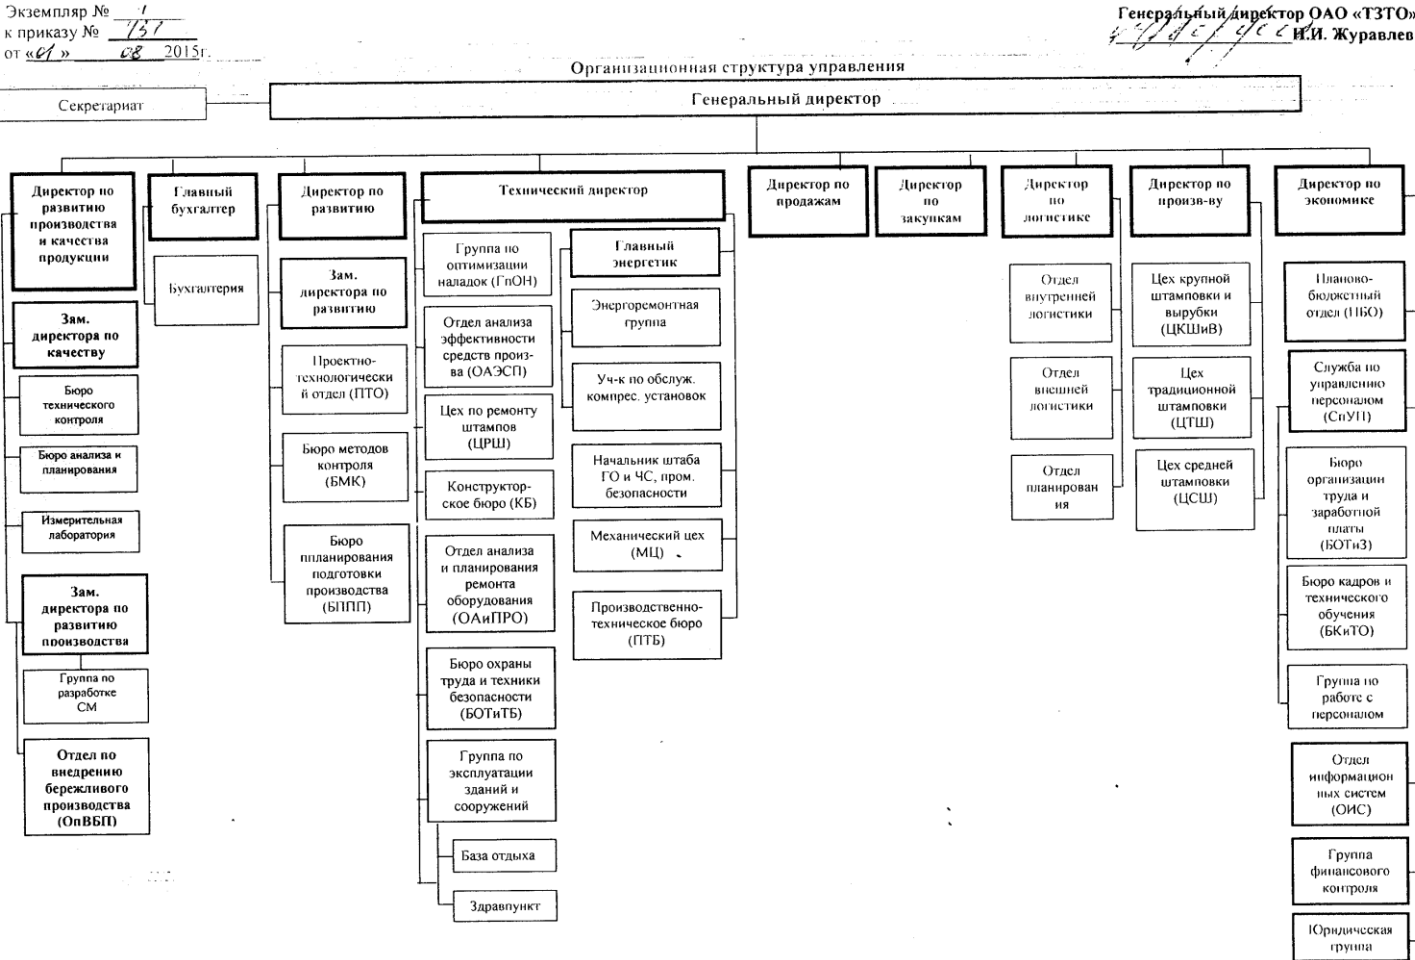 Экземпляр № 1
к приказу № 737
от «01» 08 2015г.
Генеральный директор ОАО «ТЗТО»
Журавлев
Организационная структура управления
Секретариат
Генеральный директор
Директор по
развитию
производства
и качества
продукции
Зам.
директора по
качеству
Бюро
технического
контроля
Бюро анализа и
планирования
Измерительная
лаборатория
Зам.
директора по
развитию
производства
Группа по
разработке
СМ
Отдел по
внедрению
бережливого
производства
(ОпВБП)
Главный
бухгалтер
Бухгалтерия
Директор по
развитию
Зам.
директора по
развитию
Проектно-
технологически
й отдел (ПТО)
Бюро методов
контроля
(БМК)
Бюро
ппланирования
подготовки
производства
(БППП)
Технический директор
Группа по
оптимизации
наладок (ГпОН)
Отдел анализа
эффективности
средств произ-
ва (ОАЭСП)
Цех по ремонту
штампов
(ЦРШ)
Конструктор-
ское бюро (КБ)
Отдел анализа
и планирования
ремонта
оборудования
(ОАиПРО)
Бюро охраны
труда и техники
безопасности
(БОТиТБ)
Группа по
эксплуатации
зданий и
сооружений
База отдыха
Здравпункт
Главный
энергетик
Энергоремонтная
группа
Уч-к по обслуж.
компрес. установок
Начальник штаба
ГО и ЧС, пром.
безопасности
Механический цех
(МЦ)
Производственно-
техническое бюро
(ПТБ)
Директор по
продажам
Директор
по
закупкам
Директор
по
логистике
Отдел
внутренней
логистики
Отдел
внешней
логистики
Отдел
планирован
ия
Директор по
произв-ву
Цех крупной
штамповки и
вырубки
(ЦКШиВ)
Цех
традиционной
штамповки
(ЦТШ)
Цех средней
штамповки
(ЦСШ)
Директор по
экономике
Планово-
бюджетный
отдел (ПБО)
Служба по
управлению
персоналом
(СпУП)
Бюро
организации
труда и
заработной
платы
(БОТиЗ)
Бюро кадров и
технического
обучения
(БКиТО)
Группа по
работе с
персоналом
Отдел
информацион
ных систем
(ОИС)
Группа
финансового
контроля
Юридическая
группа